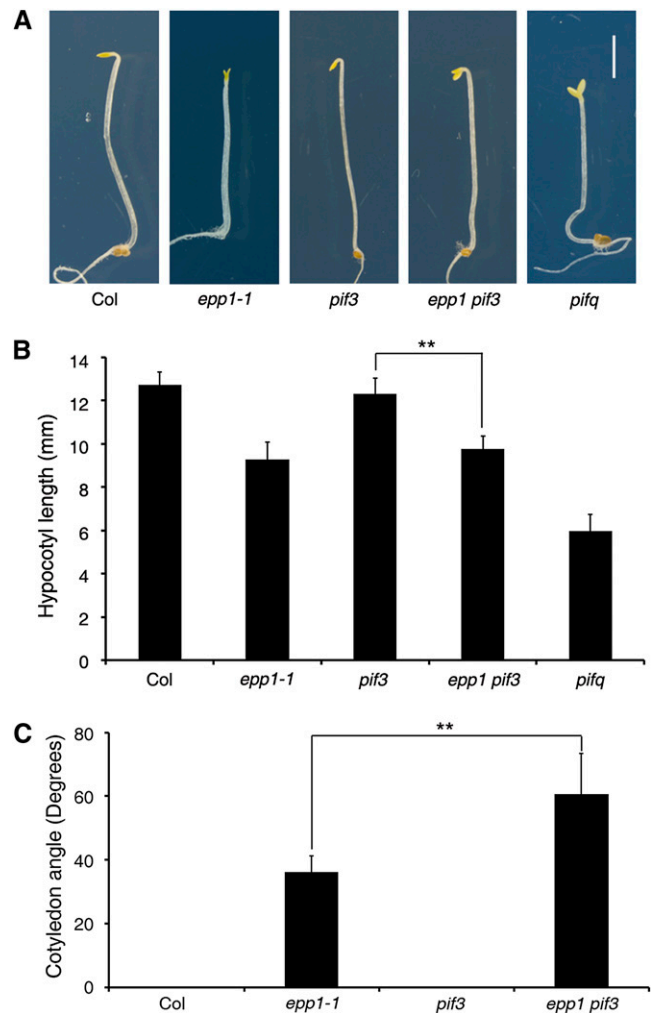 A
Col
epp1-1
pif3
epp1 pif3
pifq
B
Hypocotyl length (mm)
14
12
10
8
6
4
2
0
**
Col
epp1-1
pif3
epp1 pif3
pifq
C
Cotyledon angle (Degrees)
80
60
40
20
0
**
Col
epp1-1
pif3
epp1 pif3